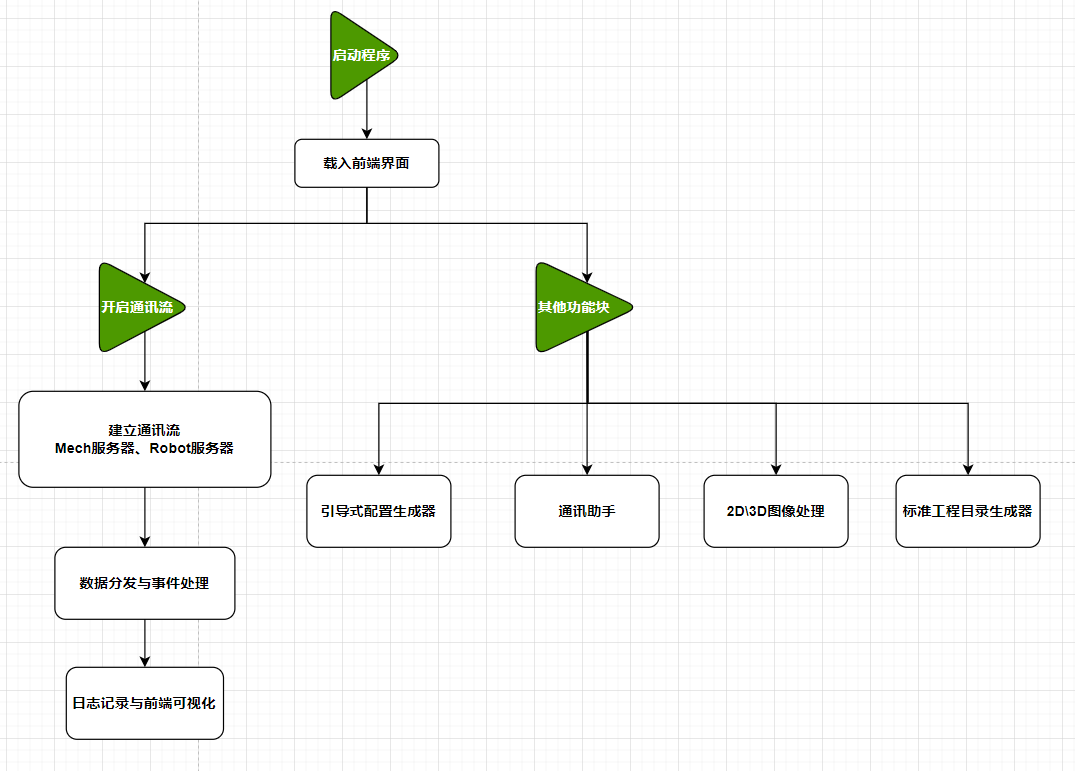 启动程序
载入前端界面
开启通讯流
其他功能块
建立通讯流
Mech服务器、Robot服务器
引导式配置生成器
通讯助手
2D\3D图像处理
标准工程目录生成器
数据分发与事件处理
日志记录与前端可视化